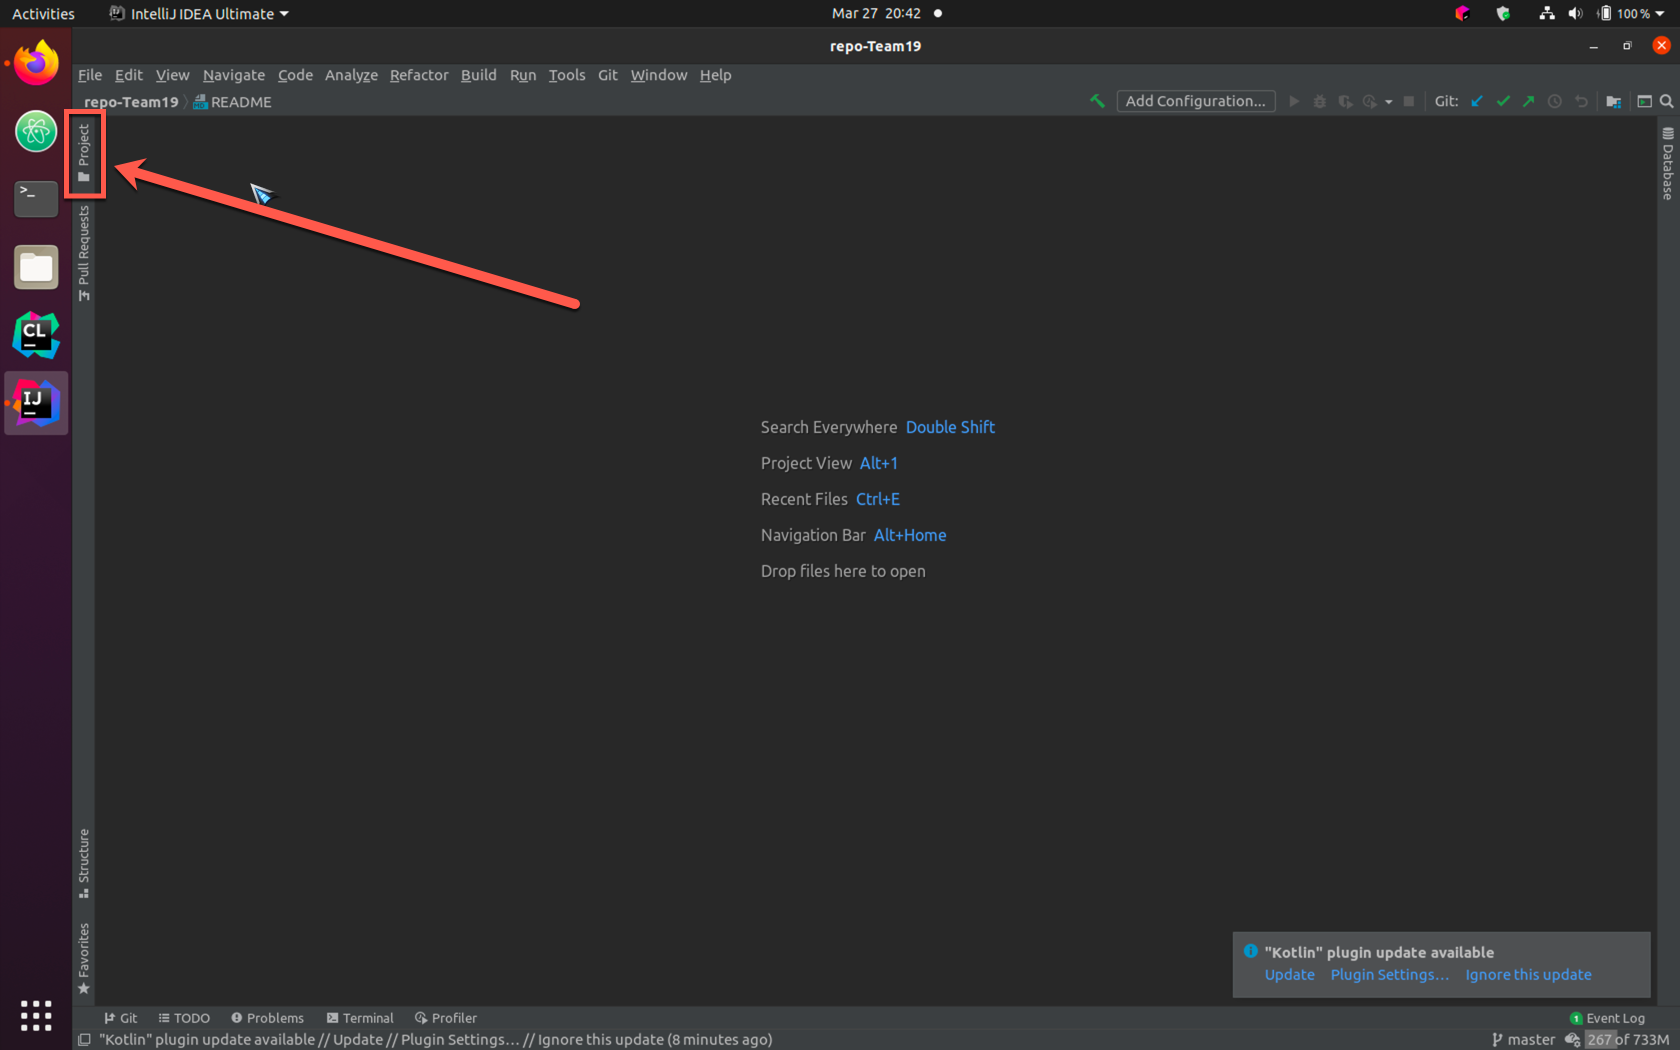 Activities
IntelliJ IDEA Ultimate
Mar 27 20:42
100 %
repo-Team19
File Edit View Navigate Code Analyze Refactor Build Run Tools Git Window Help
repo-Team19 README
Add Configuration...
Git:
Project
Pull Requests
Structure
Favorites
Database
>_
CL
IJ
Search Everywhere Double Shift
Project View Alt+1
Recent Files Ctrl+E
Navigation Bar Alt+Home
Drop files here to open
"Kotlin" plugin update available
Update Plugin Settings... Ignore this update
Git TODO Problems Terminal Profiler
1 Event Log
"Kotlin" plugin update available // Update // Plugin Settings... // Ignore this update (8 minutes ago)
master 267 of 733M